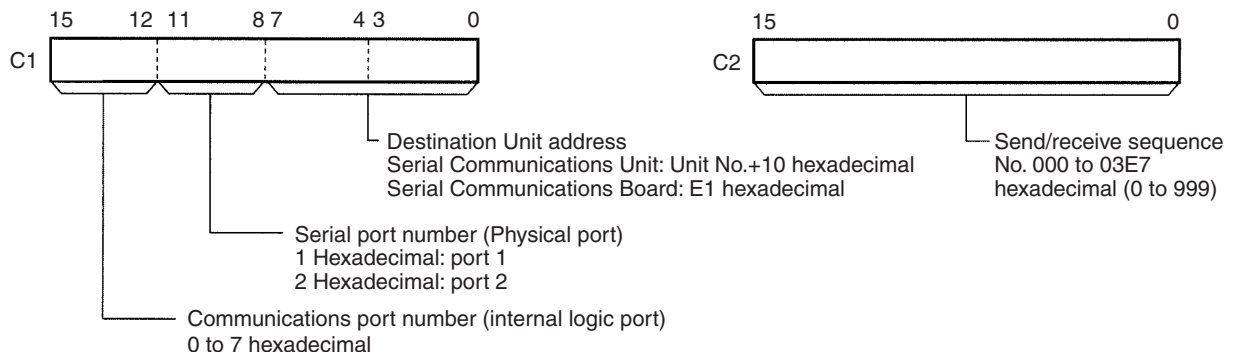 15 12 11 8 7 4 3 0
C1
Destination Unit address
Serial Communications Unit: Unit No.+10 hexadecimal
Serial Communications Board: E1 hexadecimal
Serial port number (Physical port)
1 Hexadecimal: port 1
2 Hexadecimal: port 2
Communications port number (internal logic port)
0 to 7 hexadecimal
15 0
C2
Send/receive sequence
No. 000 to 03E7
hexadecimal (0 to 999)